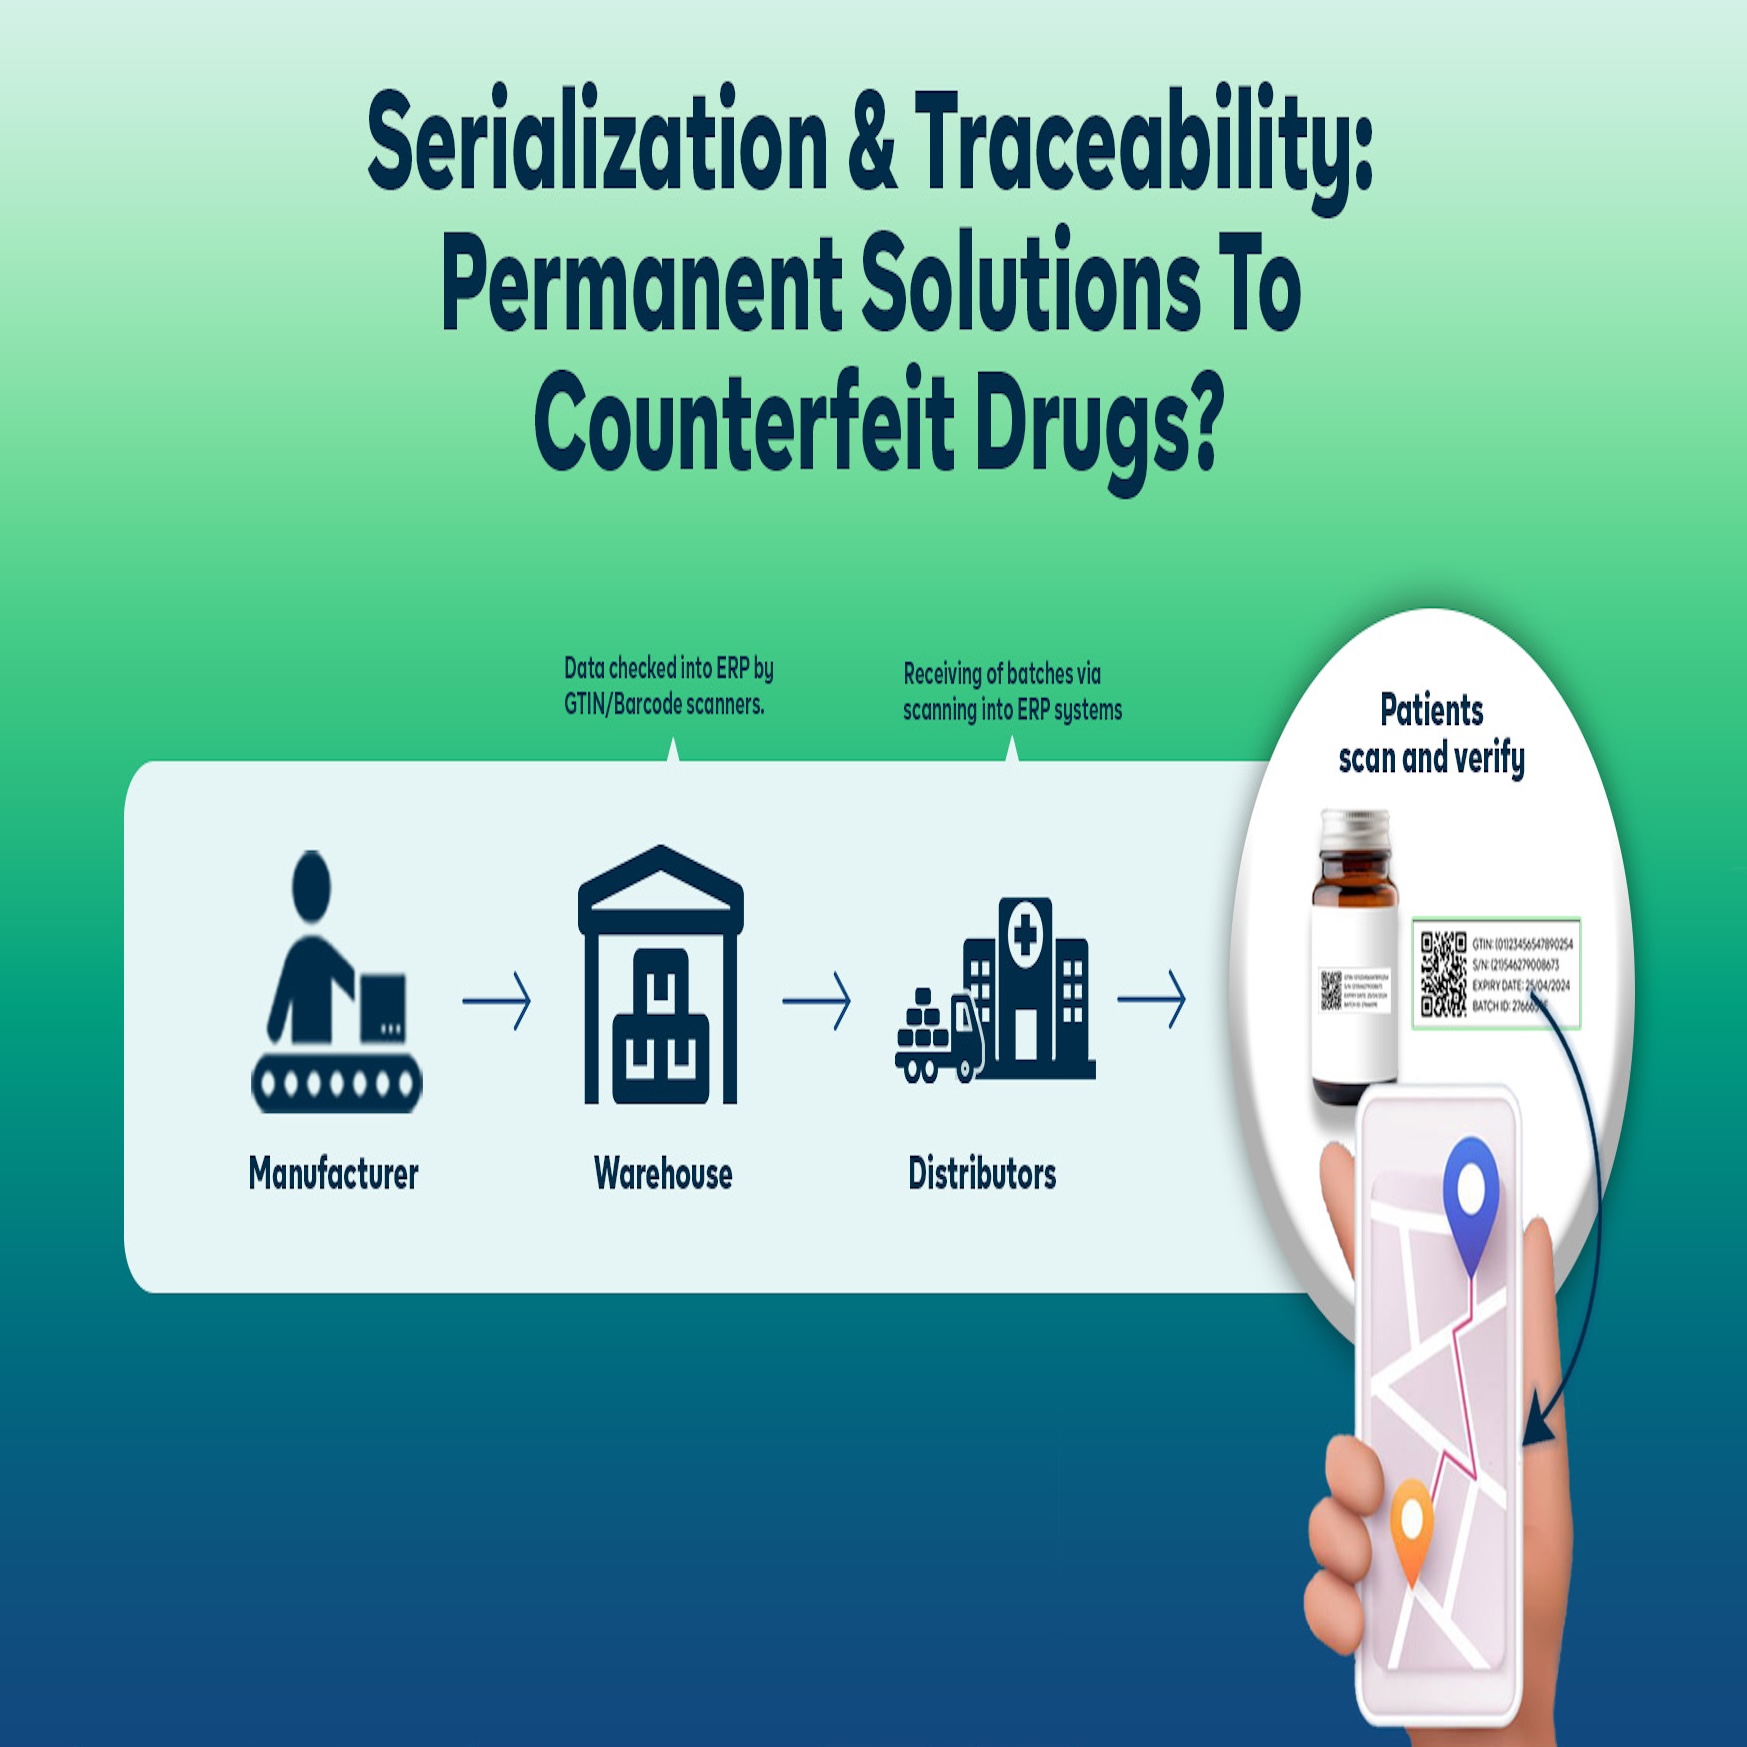 Serialization & Traceability:
Permanent Solutions To
Counterfeit Drugs?
Data checked into ERP by
GTIN/Barcode scanners.
Receiving of batches via
scanning into ERP systems
Patients
scan and verify
GTIN: (01)23456547890254
S/N: (21)546279008673
EXPIRY DATE: 25/04/2024
BATCH ID:
Manufacturer
Warehouse
Distributors